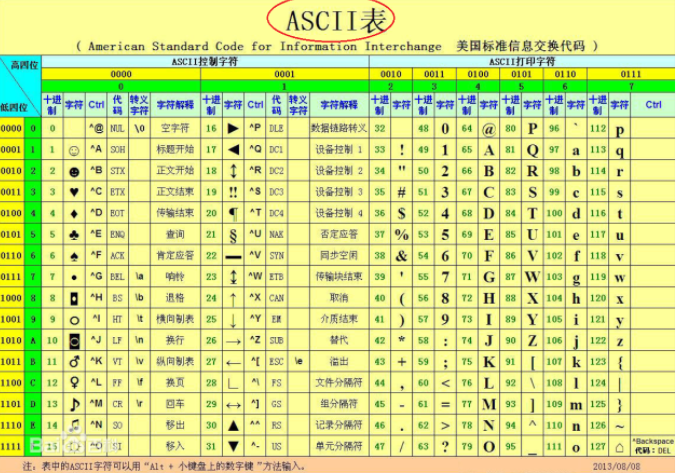 ASCII表
( American Standard Code for Information Interchange 美国标准信息交换代码 )
高四位 ASCII控制字符 ASCII打印字符
0000 0001 0010 0011 0100 0101 0110 0111
0 1 2 3 4 5 6 7
低四位 十进制 字符 Ctrl 代码 转义字符 字符解释 十进制 字符 Ctrl 代码 转义字符 字符解释 十进制 字符 十进制 字符 十进制 字符 十进制 字符 十进制 字符 十进制 字符 Ctrl
0000 0 0 ^@ NUL \0 空字符 16 ► ^P DLE 数据链路转义 32 48 0 64 @ 80 P 96 ` 112 p
0001 1 1 ☺ ^A SOH 标题开始 17 ◄ ^Q DC1 设备控制 1 33 ! 49 1 65 A 81 Q 97 a 113 q
0010 2 2 ☻ ^B STX 正文开始 18 ↕ ^R DC2 设备控制 2 34 " 50 2 66 B 82 R 98 b 114 r
0011 3 3 ♥ ^C ETX 正文结束 19 ‼ ^S DC3 设备控制 3 35 # 51 3 67 C 83 S 99 c 115 s
0100 4 4 ♦ ^D EOT 传输结束 20 ¶ ^T DC4 设备控制 4 36 $ 52 4 68 D 84 T 100 d 116 t
0101 5 5 ♣ ^E ENQ 查询 21 § ^U NAK 否定应答 37 % 53 5 69 E 85 U 101 e 117 u
0110 6 6 ♠ ^F ACK 肯定应答 22 ▬ ^V SYN 同步空闲 38 & 54 6 70 F 86 V 102 f 118 v
0111 7 7 • ^G BEL \a 响铃 23 ↨ ^W ETB 传输块结束 39 ' 55 7 71 G 87 W 103 g 119 w
1000 8 8 ◘ ^H BS \b 退格 24 ↑ ^X CAN 取消 40 ( 56 8 72 H 88 X 104 h 120 x
1001 9 9 ○ ^I HT \t 横向制表 25 ↓ ^Y EM 介质结束 41 ) 57 9 73 I 89 Y 105 i 121 y
1010 A 10 ◙ ^J LF \n 换行 26 → ^Z SUB 替代 42 * 58 : 74 J 90 Z 106 j 122 z
1011 B 11 ♂ ^K VT \v 纵向制表 27 ← ^[ ESC \e 溢出 43 + 59 ; 75 K 91 [ 107 k 123 {
1100 C 12 ♀ ^L FF \f 换页 28 ∟ ^\ FS 文件分隔符 44 , 60 < 76 L 92 \ 108 l 124 |
1101 D 13 ♪ ^M CR \r 回车 29 ↔ ^] GS 组分隔符 45 - 61 = 77 M 93 ] 109 m 125 }
1110 E 14 ♫ ^N SO 移出 30 ▲ ^^ RS 记录分隔符 46 . 62 > 78 N 94 ^ 110 n 126 ~
1111 SI 移入 31 ▼ ^- US 单元分隔符 47 / 63 ? 79 O 95 _ 111 o 127 ⌂ ^Backspace 代码: DEL
注: 表中的ASCII字符可以用 "Alt + 小键盘上的数字键" 方法输入。 2013/08/08